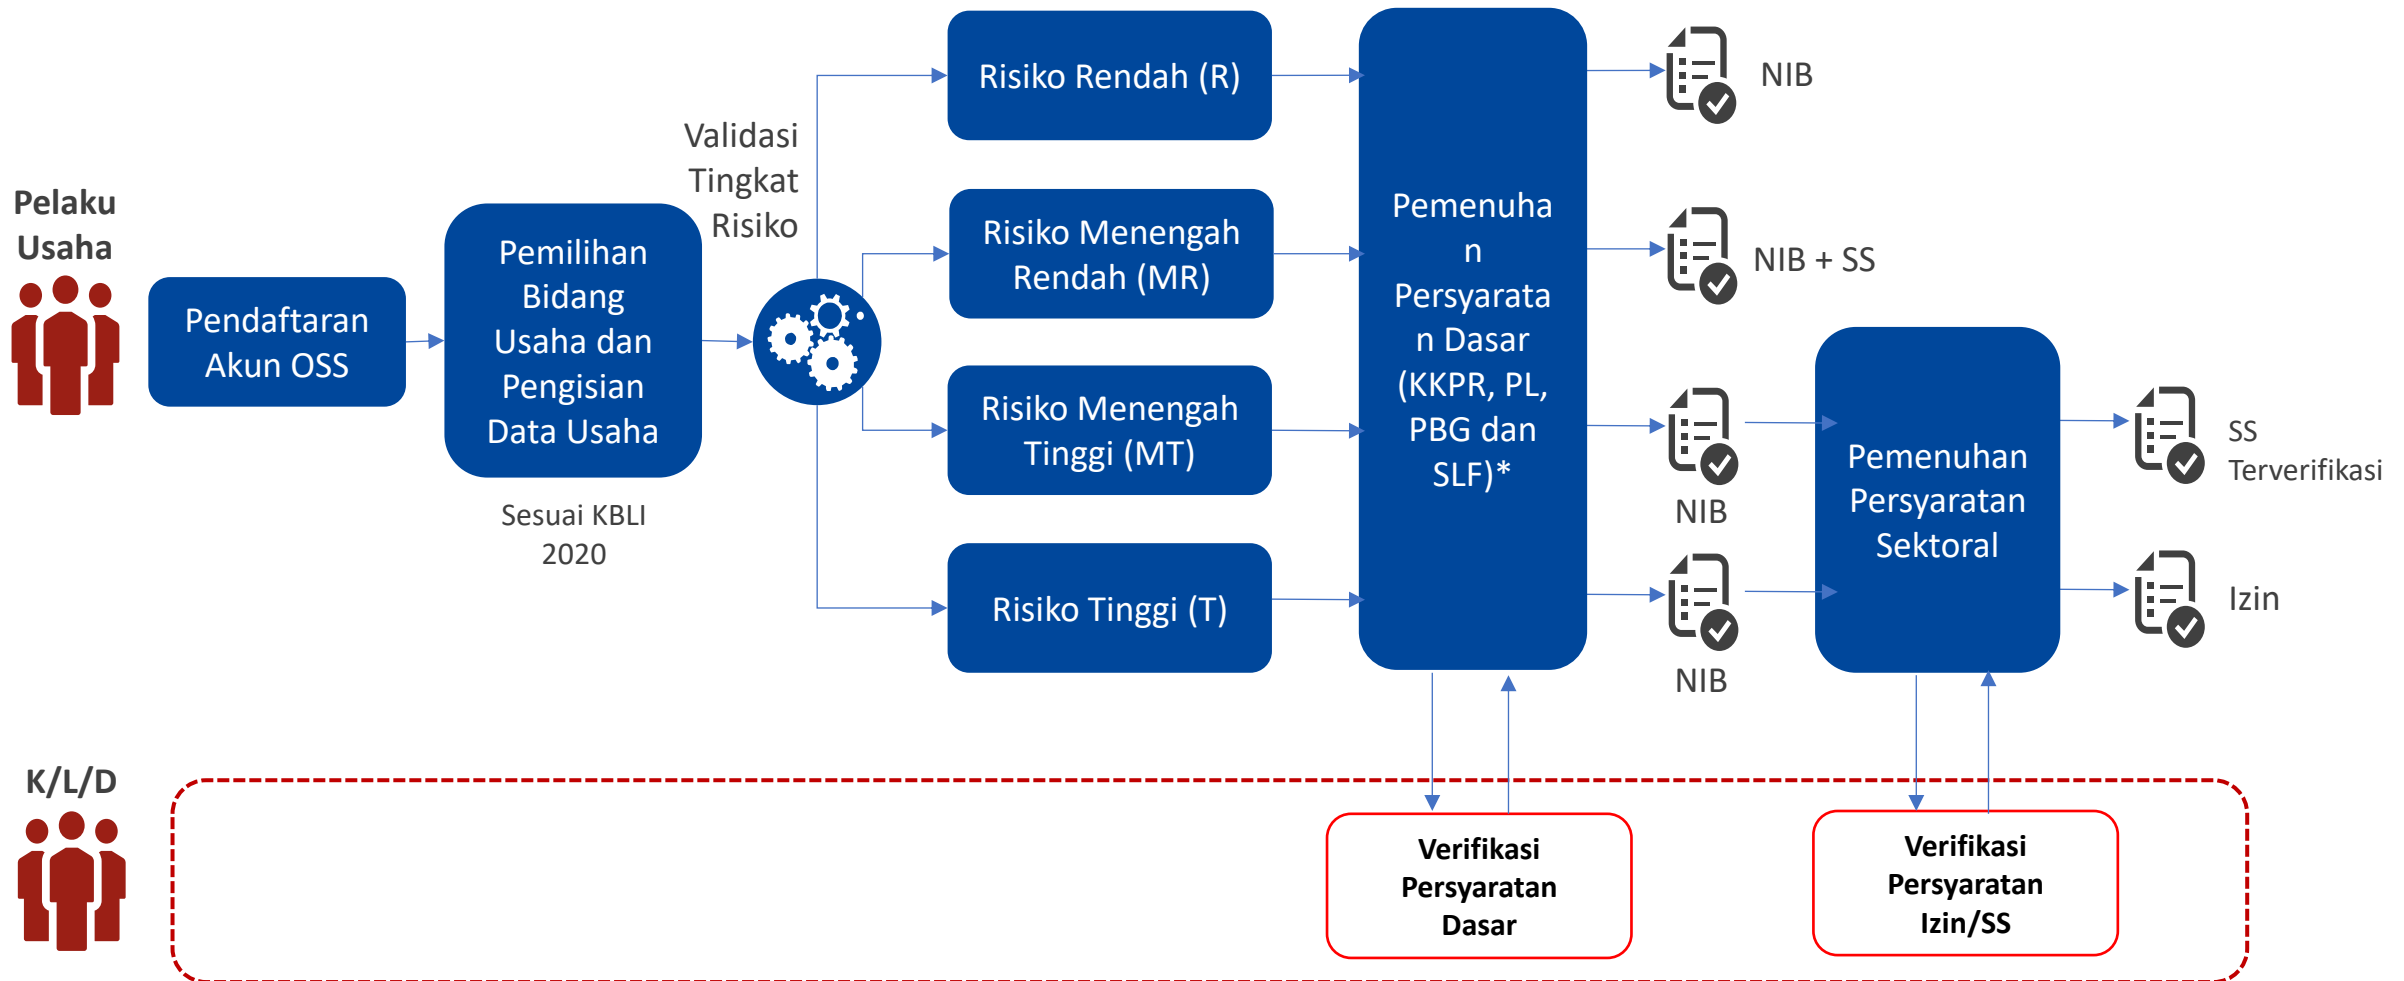 Pelaku
Usaha
Pendaftaran
Akun OSS
Pemilihan
Bidang
Usaha dan
Pengisian
Data Usaha
Sesuai KBLI
2020
Validasi
Tingkat
Risiko
Risiko Rendah (R)
Risiko Menengah
Rendah (MR)
Risiko Menengah
Tinggi (MT)
Risiko Tinggi (T)
Pemenuha
n
Persyarata
n Dasar
(KKPR, PL,
PBG dan
SLF)*
NIB
NIB + SS
NIB
NIB
Pemenuhan
Persyaratan
Sektoral
SS
Terverifikasi
Izin
K/L/D
Verifikasi
Persyaratan
Dasar
Verifikasi
Persyaratan
Izin/SS